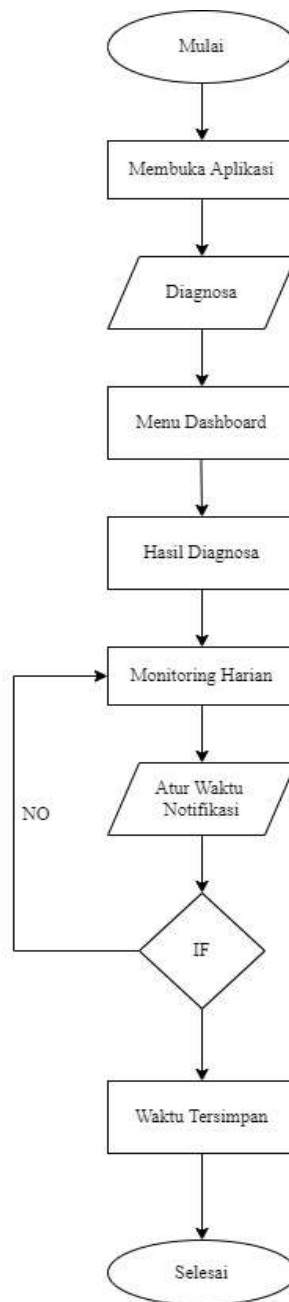 Mulai
Membuka Aplikasi
Diagnosa
Menu Dashboard
Hasil Diagnosa
Monitoring Harian
Atur Waktu
Notifikasi
NO
IF
Waktu Tersimpan
Selesai